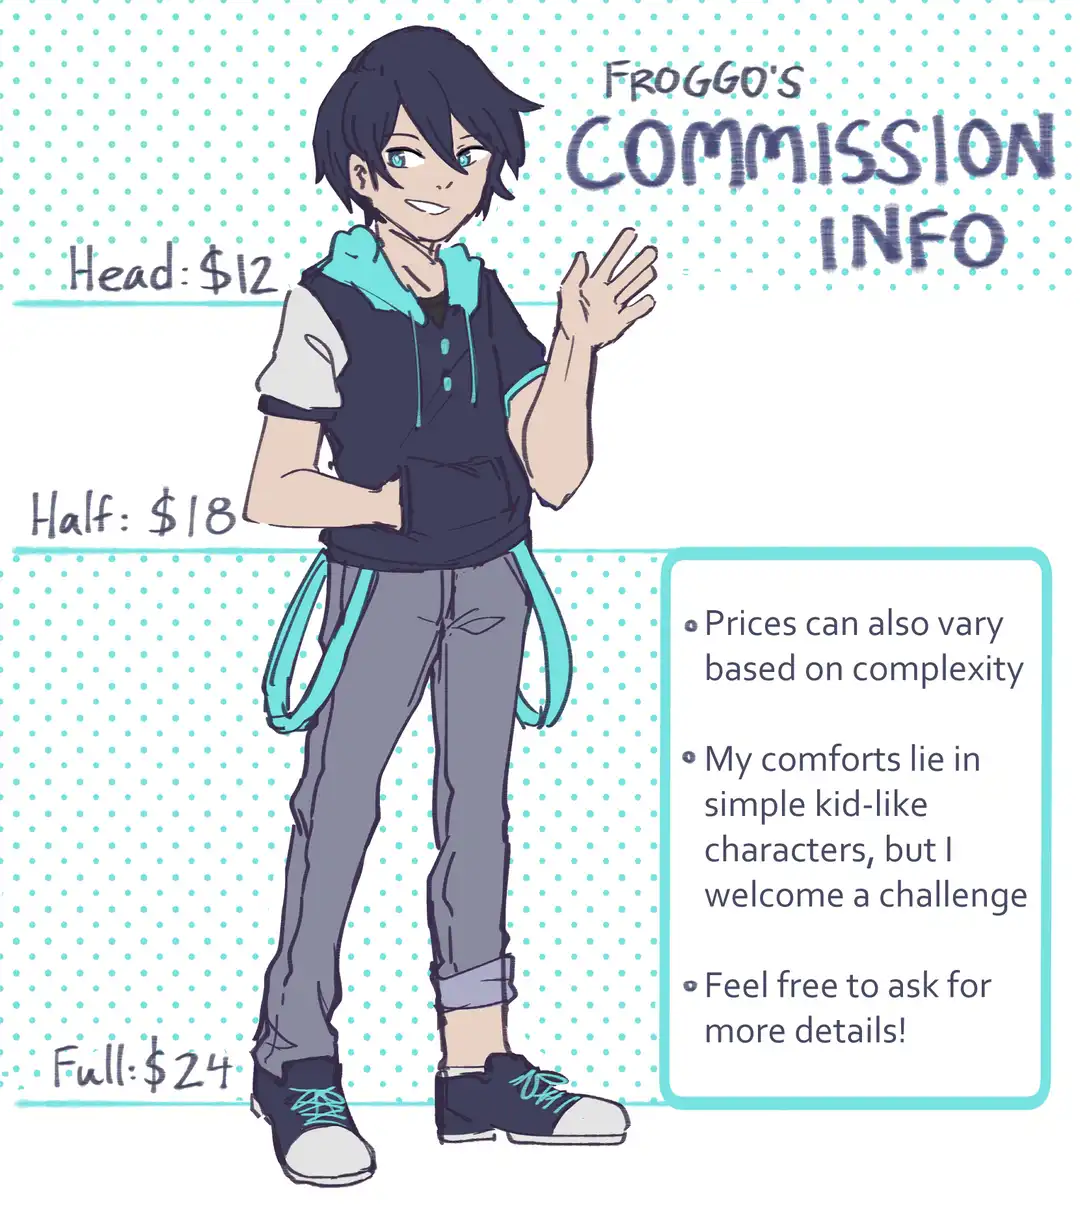 FROGGO'S
COMMISSION
INFO
Head: $12
Half: $18
• Prices can also vary
based on complexity
• My comforts lie in
simple kid-like
characters, but I
welcome a challenge
• Feel free to ask for
more details!
Full: $24